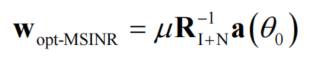 w_opt-MSINR = μR_I+N^-1 a(θ_0)